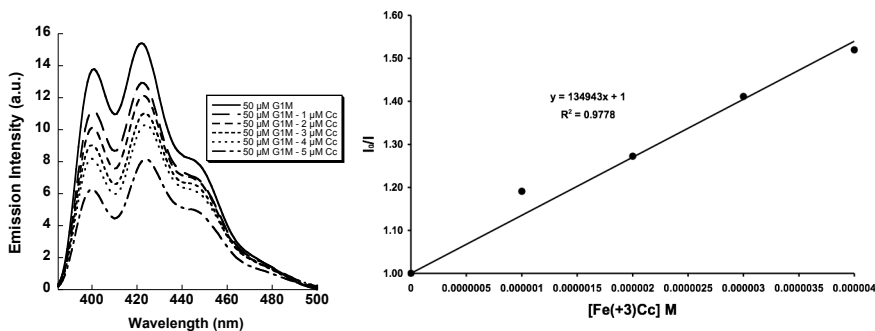 Emission Intensity (a.u.)
16
14
12
10
8
6
4
2
0
50 µM G1M
50 µM G1M - 1 µM Cc
50 µM G1M - 2 µM Cc
50 µM G1M - 3 µM Cc
50 µM G1M - 4 µM Cc
50 µM G1M - 5 µM Cc
400 420 440 460 480 500
Wavelength (nm)
I₀/I
1.60
1.50
1.40
1.30
1.20
1.10
1.00
y = 134943x + 1
R² = 0.9778
0 0.0000005 0.000001 0.0000015 0.000002 0.0000025 0.000003 0.0000035 0.000004
[Fe(+3)Cc] M